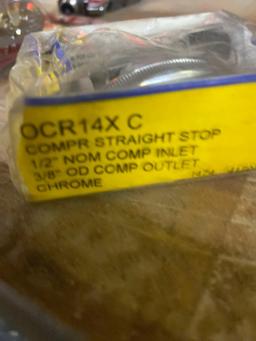 OCR14X C
COMPR STRAIGHT STOP
1/2" NOM COMP INLET
3/8" OD COMP OUTLET
CHROME